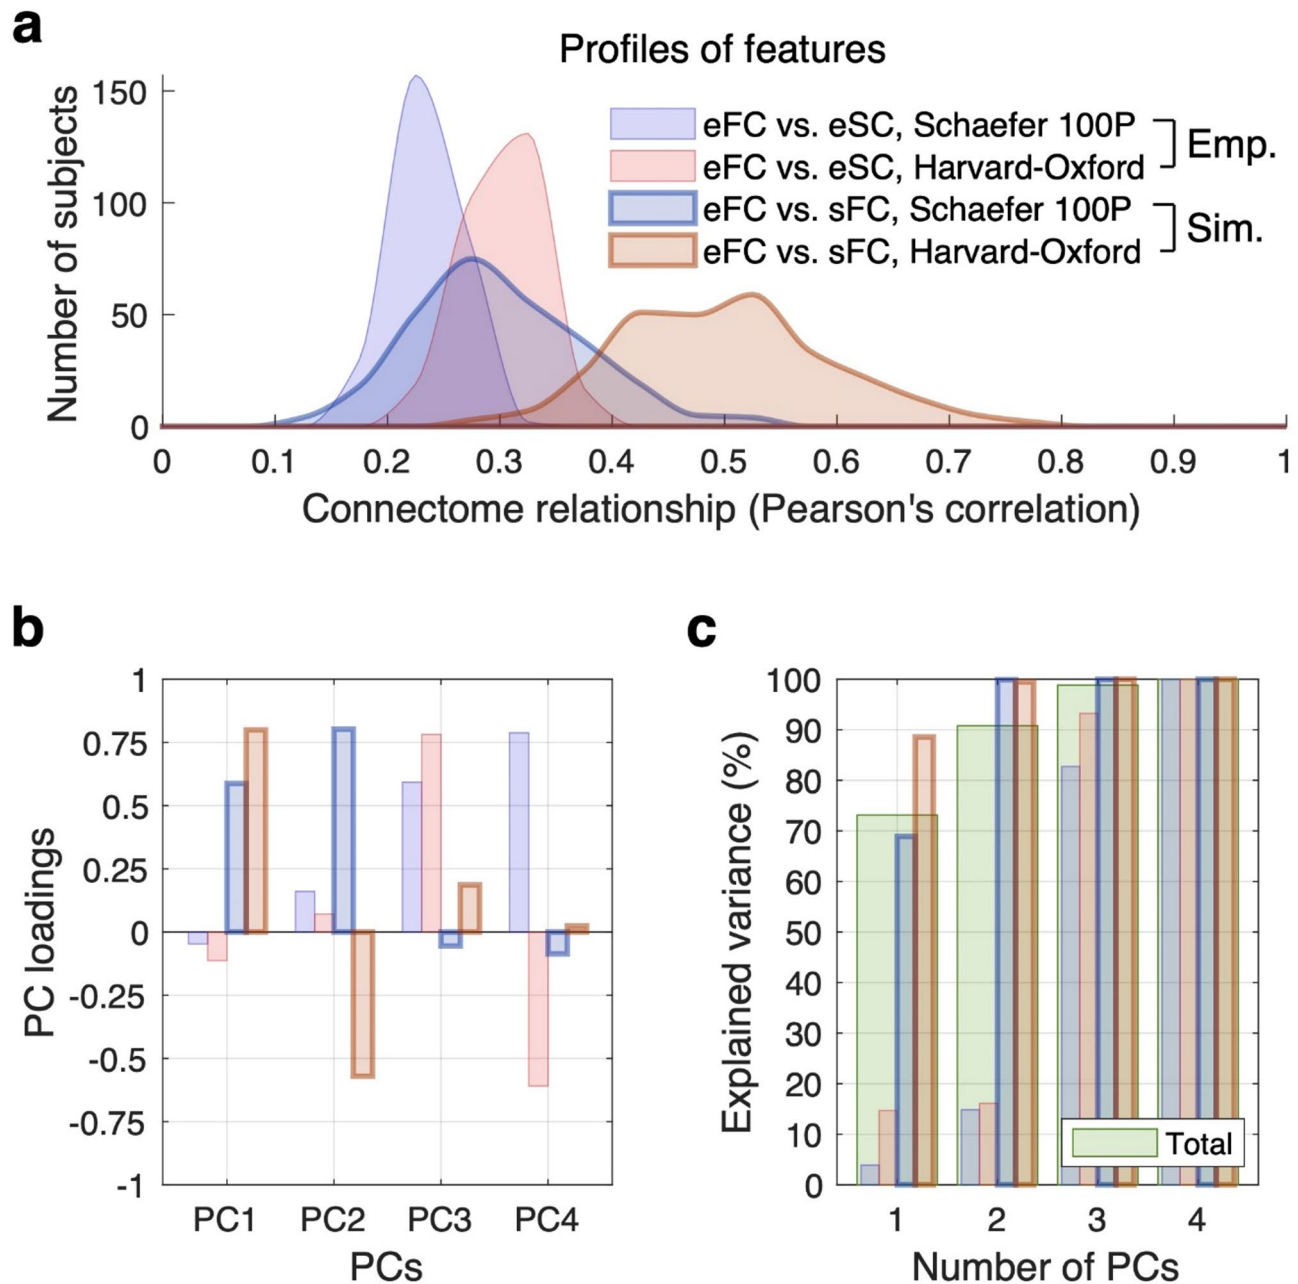 a
Profiles of features
Number of subjects
150
100
50
0
eFC vs. eSC, Schaefer 100P
eFC vs. eSC, Harvard-Oxford
Emp.
eFC vs. sFC, Schaefer 100P
eFC vs. sFC, Harvard-Oxford
Sim.
0 0.1 0.2 0.3 0.4 0.5 0.6 0.7 0.8 0.9 1
Connectome relationship (Pearson's correlation)
b
PC loadings
1
0.75
0.5
0.25
0
-0.25
-0.5
-0.75
-1
PC1 PC2 PC3 PC4
PCs
c
Explained variance (%)
100
90
80
70
60
50
40
30
20
10
0
Total
1 2 3 4
Number of PCs